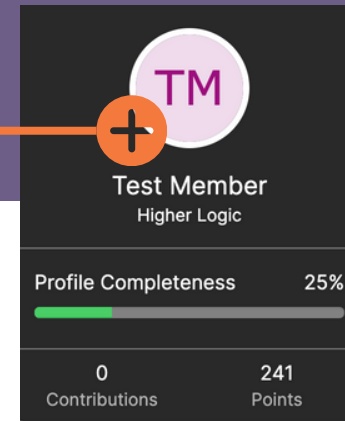 TM
Test Member
Higher Logic
Profile Completeness 25%
0 241
Contributions Points